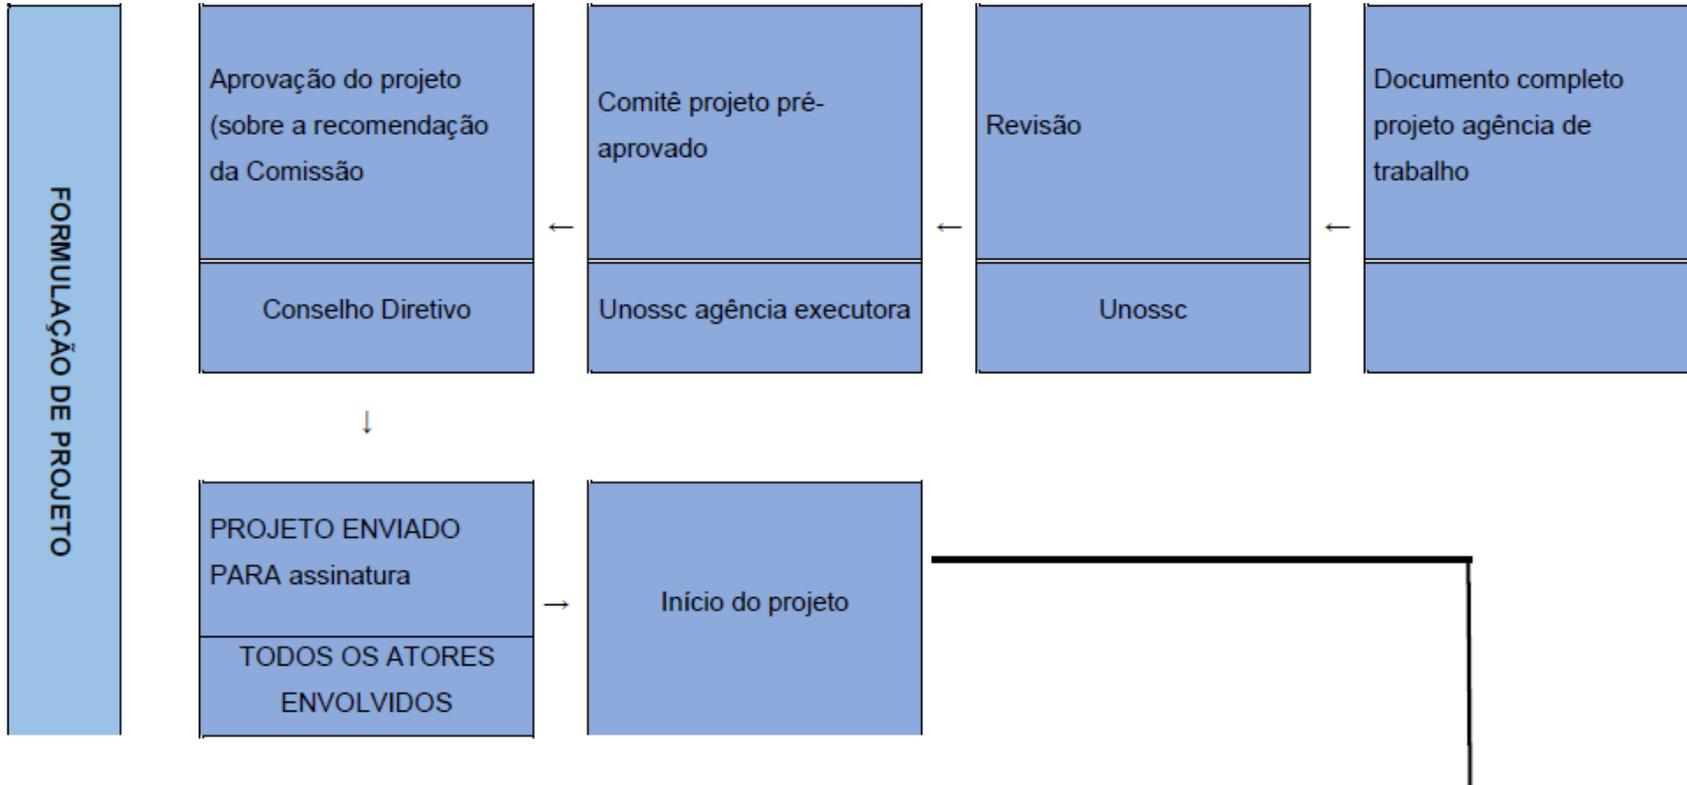 FORMULAÇÃO DE PROJETO
Aprovação do projeto
(sobre a recomendação
da Comissão
Conselho Diretivo
←
Comitê projeto pré-
aprovado
Unossc agência executora
←
Revisão
Unossc
←
Documento completo
projeto agência de
trabalho
↓
PROJETO ENVIADO
PARA assinatura
TODOS OS ATORES
ENVOLVIDOS
→
Início do projeto